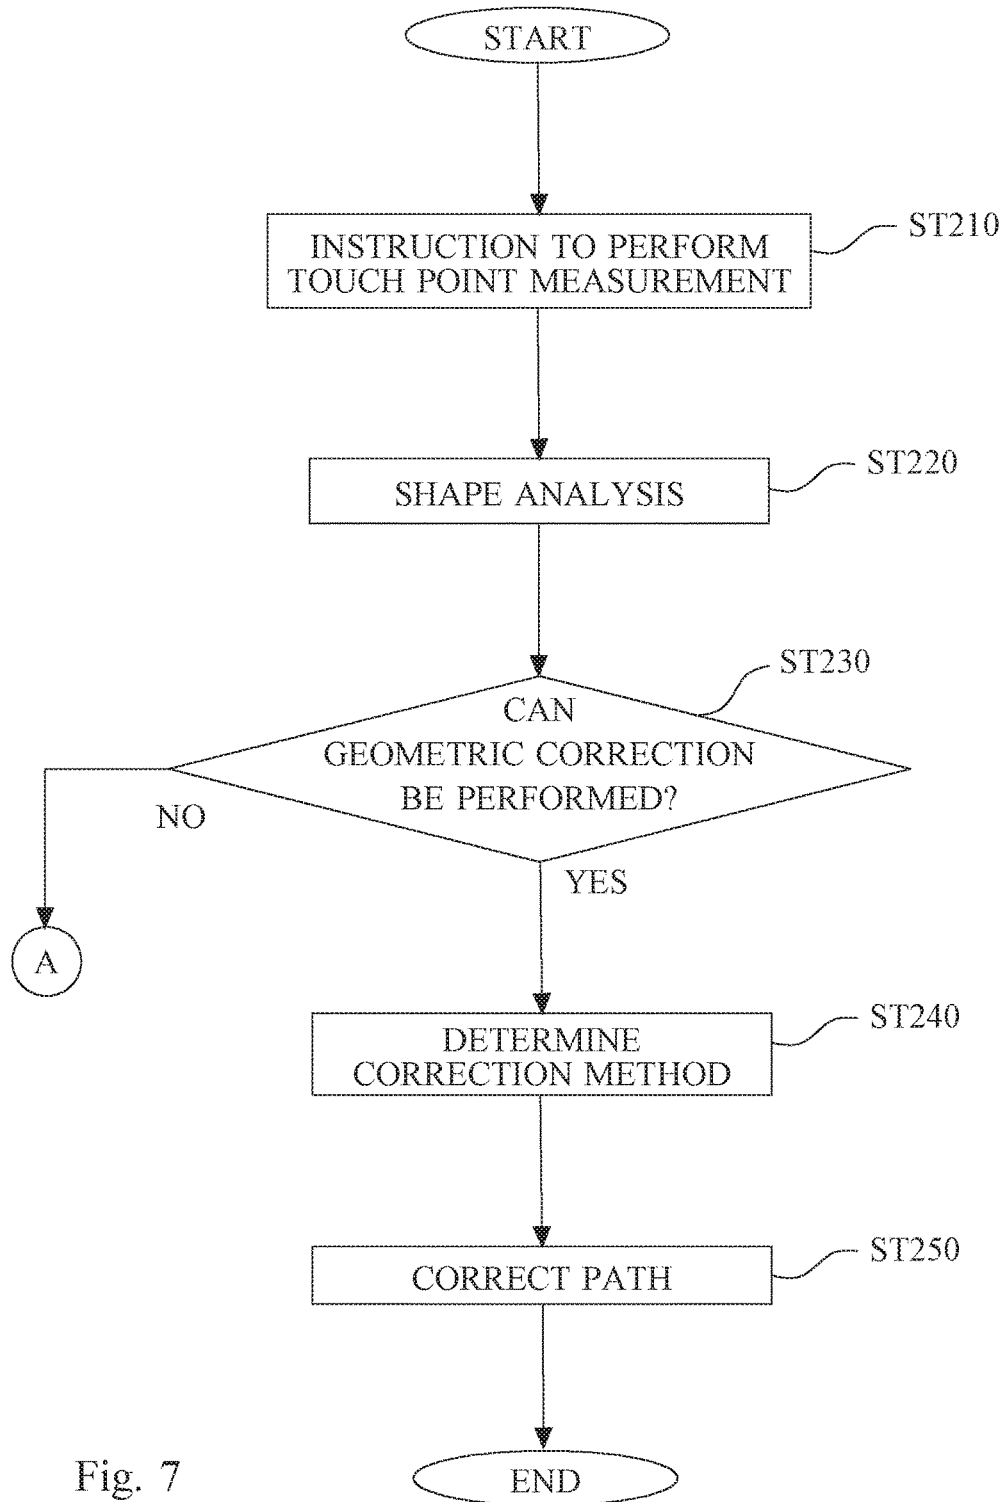 START
INSTRUCTION TO PERFORM
TOUCH POINT MEASUREMENT
ST210
SHAPE ANALYSIS
ST220
ST230
CAN
GEOMETRIC CORRECTION
BE PERFORMED?
NO
YES
A
DETERMINE
CORRECTION METHOD
ST240
CORRECT PATH
ST250
END
Fig. 7